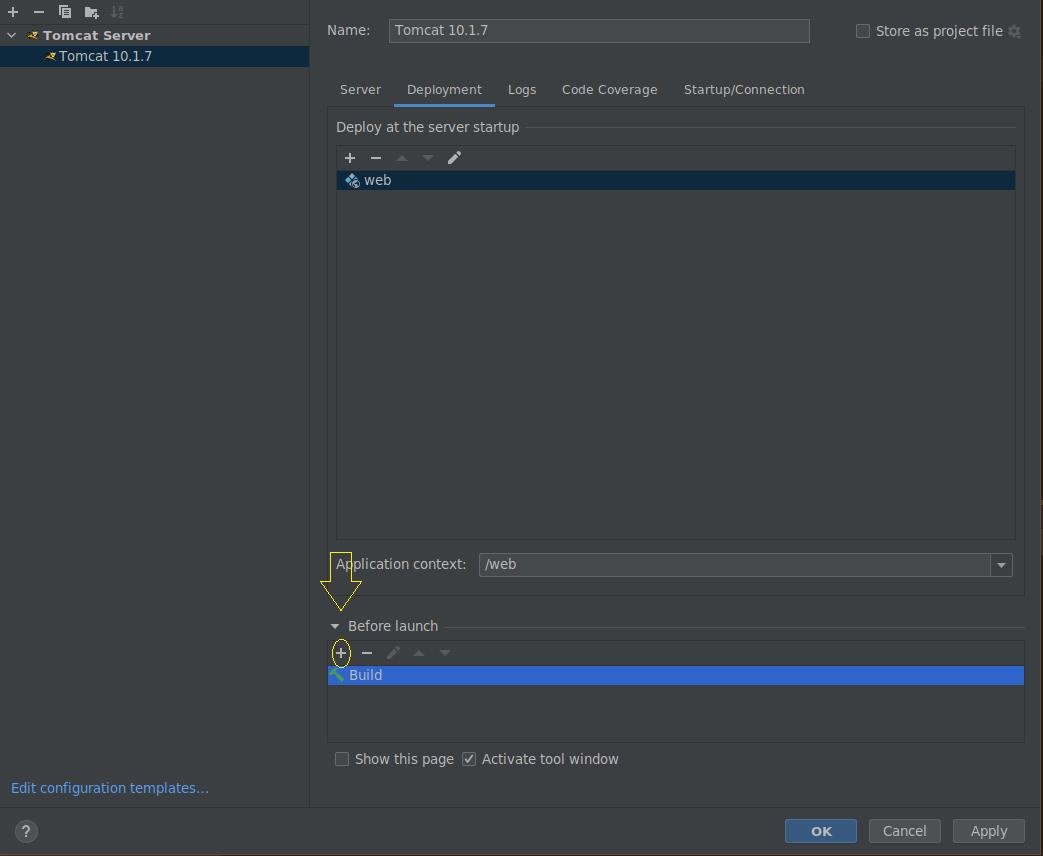 Tomcat Server
Tomcat 10.1.7
Edit configuration templates...
Name: Tomcat 10.1.7 Store as project file
Server Deployment Logs Code Coverage Startup/Connection
Deploy at the server startup
web
Application context: /web
Before launch
Build
Show this page Activate tool window
? OK Cancel Apply